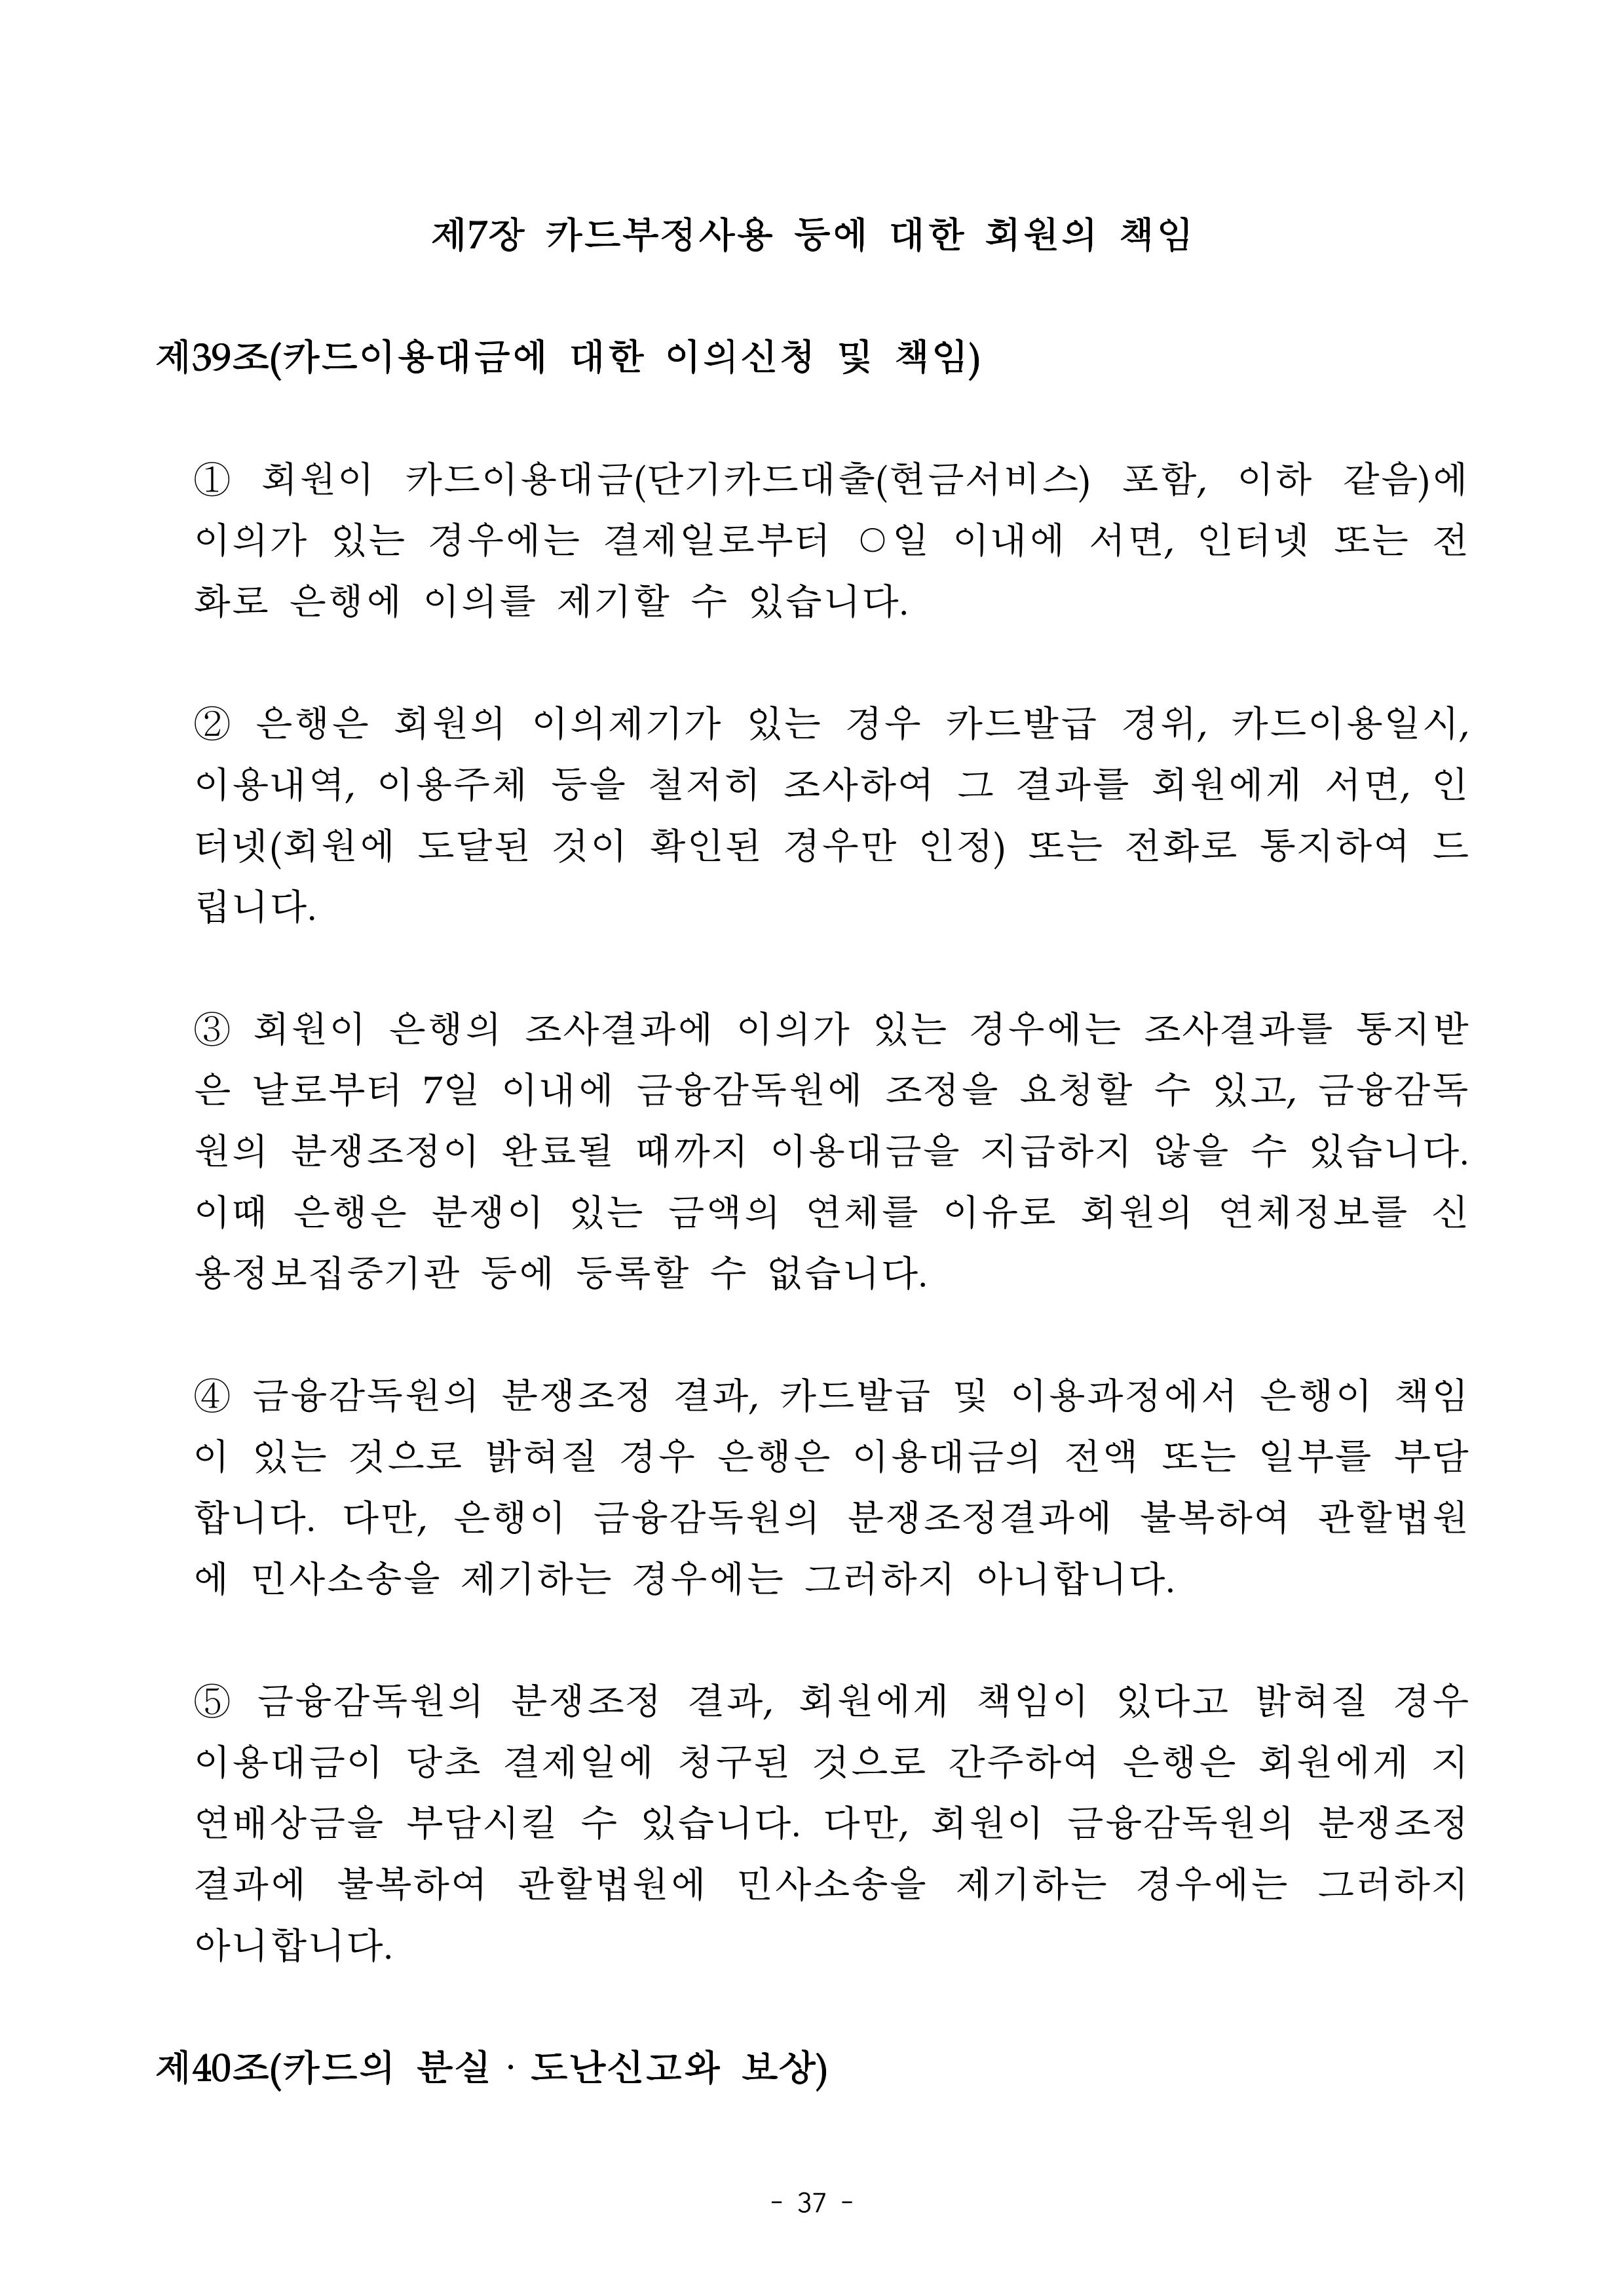 제7장 카드부정사용 등에 대한 회원의 책임
제39조(카드이용대금에 대한 이의신청 및 책임)
① 회원이 카드이용대금(단기카드대출(현금서비스) 포함, 이하 같음)에
이의가 있는 경우에는 결제일로부터 ○일 이내에 서면, 인터넷 또는 전
화로 은행에 이의를 제기할 수 있습니다.
② 은행은 회원의 이의제기가 있는 경우 카드발급 경위, 카드이용일시,
이용내역, 이용주체 등을 철저히 조사하여 그 결과를 회원에게 서면, 인
터넷(회원에 도달된 것이 확인된 경우만 인정) 또는 전화로 통지하여 드
립니다.
③ 회원이 은행의 조사결과에 이의가 있는 경우에는 조사결과를 통지받
은 날로부터 7일 이내에 금융감독원에 조정을 요청할 수 있고, 금융감독
원의 분쟁조정이 완료될 때까지 이용대금을 지급하지 않을 수 있습니다.
이때 은행은 분쟁이 있는 금액의 연체를 이유로 회원의 연체정보를 신
용정보집중기관 등에 등록할 수 없습니다.
④ 금융감독원의 분쟁조정 결과, 카드발급 및 이용과정에서 은행이 책임
이 있는 것으로 밝혀질 경우 은행은 이용대금의 전액 또는 일부를 부담
합니다. 다만, 은행이 금융감독원의 분쟁조정결과에 불복하여 관할법원
에 민사소송을 제기하는 경우에는 그러하지 아니합니다.
⑤ 금융감독원의 분쟁조정 결과, 회원에게 책임이 있다고 밝혀질 경우
이용대금이 당초 결제일에 청구된 것으로 간주하여 은행은 회원에게 지
연배상금을 부담시킬 수 있습니다. 다만, 회원이 금융감독원의 분쟁조정
결과에 불복하여 관할법원에 민사소송을 제기하는 경우에는 그러하지
아니합니다.
제40조(카드의 분실·도난신고와 보상)
- 37 -